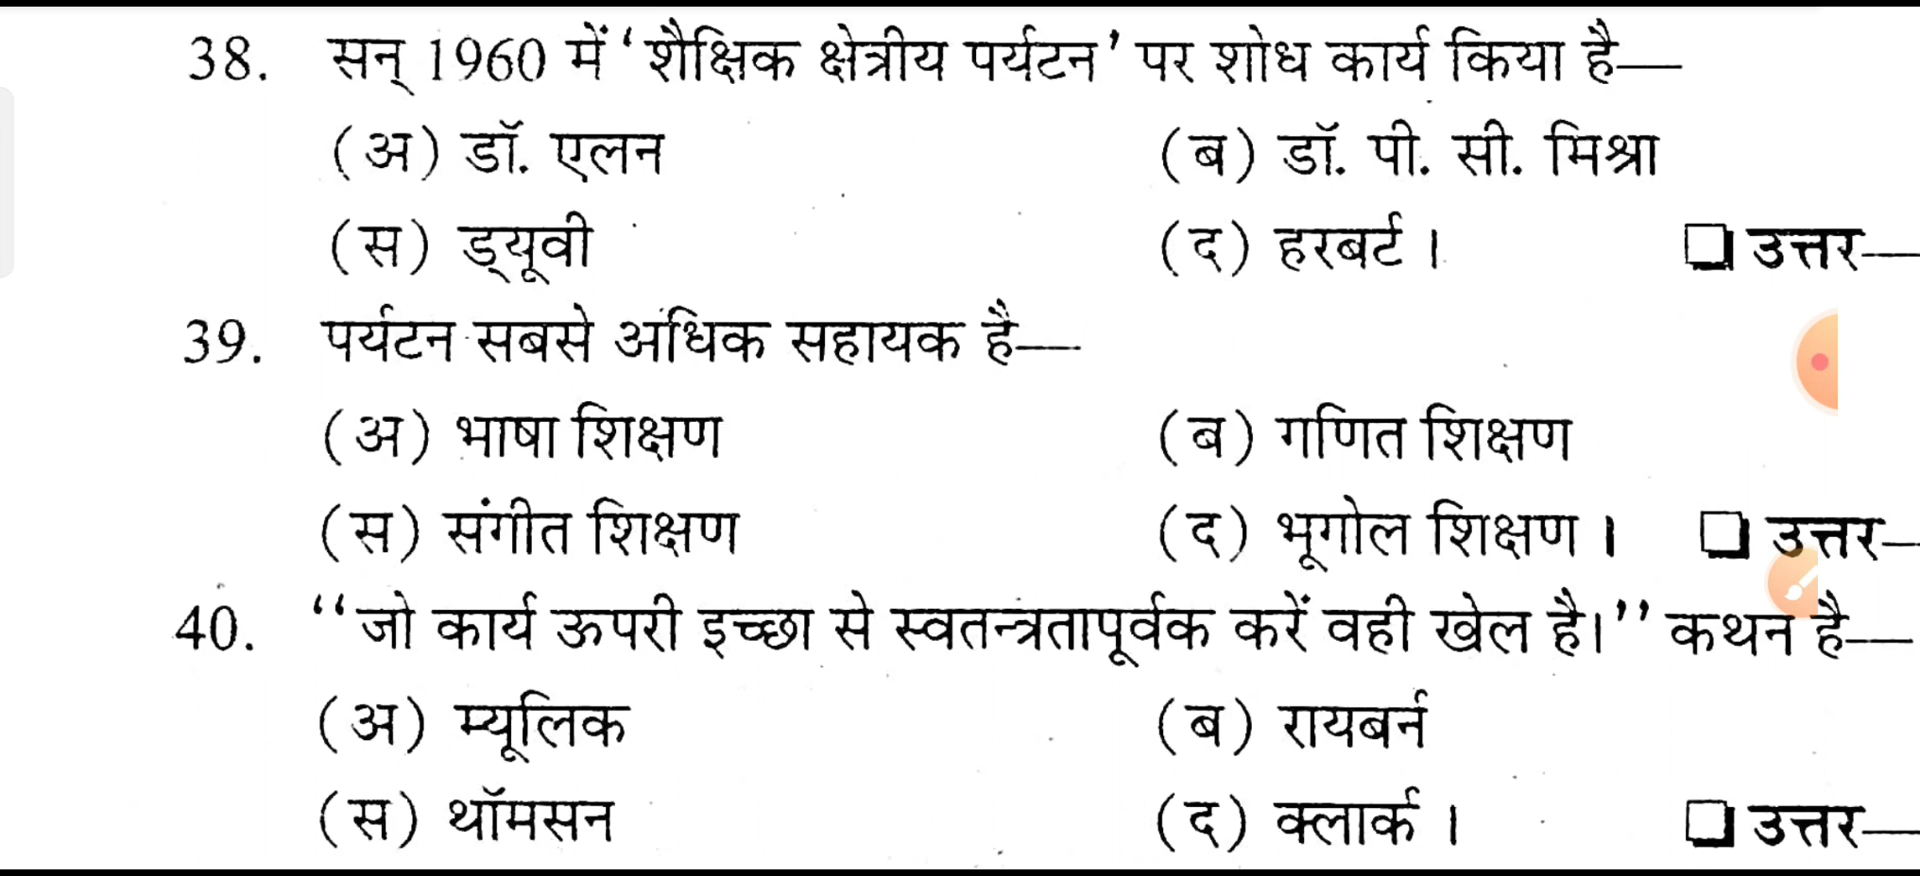 38. सन् 1960 में ‘शैक्षिक क्षेत्रीय पर्यटन’ पर शोध कार्य किया है—
(अ) डॉ. एलन (ब) डॉ. पी. सी. मिश्रा
(स) ड्यूवी (द) हरबर्ट। ❑ उत्तर—
39. पर्यटन सबसे अधिक सहायक है—
(अ) भाषा शिक्षण (ब) गणित शिक्षण
(स) संगीत शिक्षण (द) भूगोल शिक्षण। ❑ उत्तर—
40. ‘‘जो कार्य ऊपरी इच्छा से स्वतन्त्रतापूर्वक करें वही खेल है।’’ कथन है—
(अ) म्यूलिक (ब) रायबर्न
(स) थॉमसन (द) क्लार्क। ❑ उत्तर—